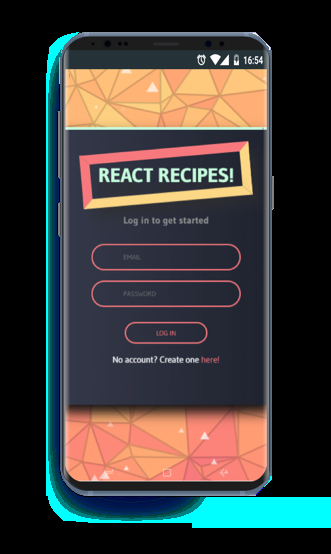 16:54
REACT RECIPES!
Log in to get started
EMAIL
PASSWORD
LOG IN
No account? Create one here!